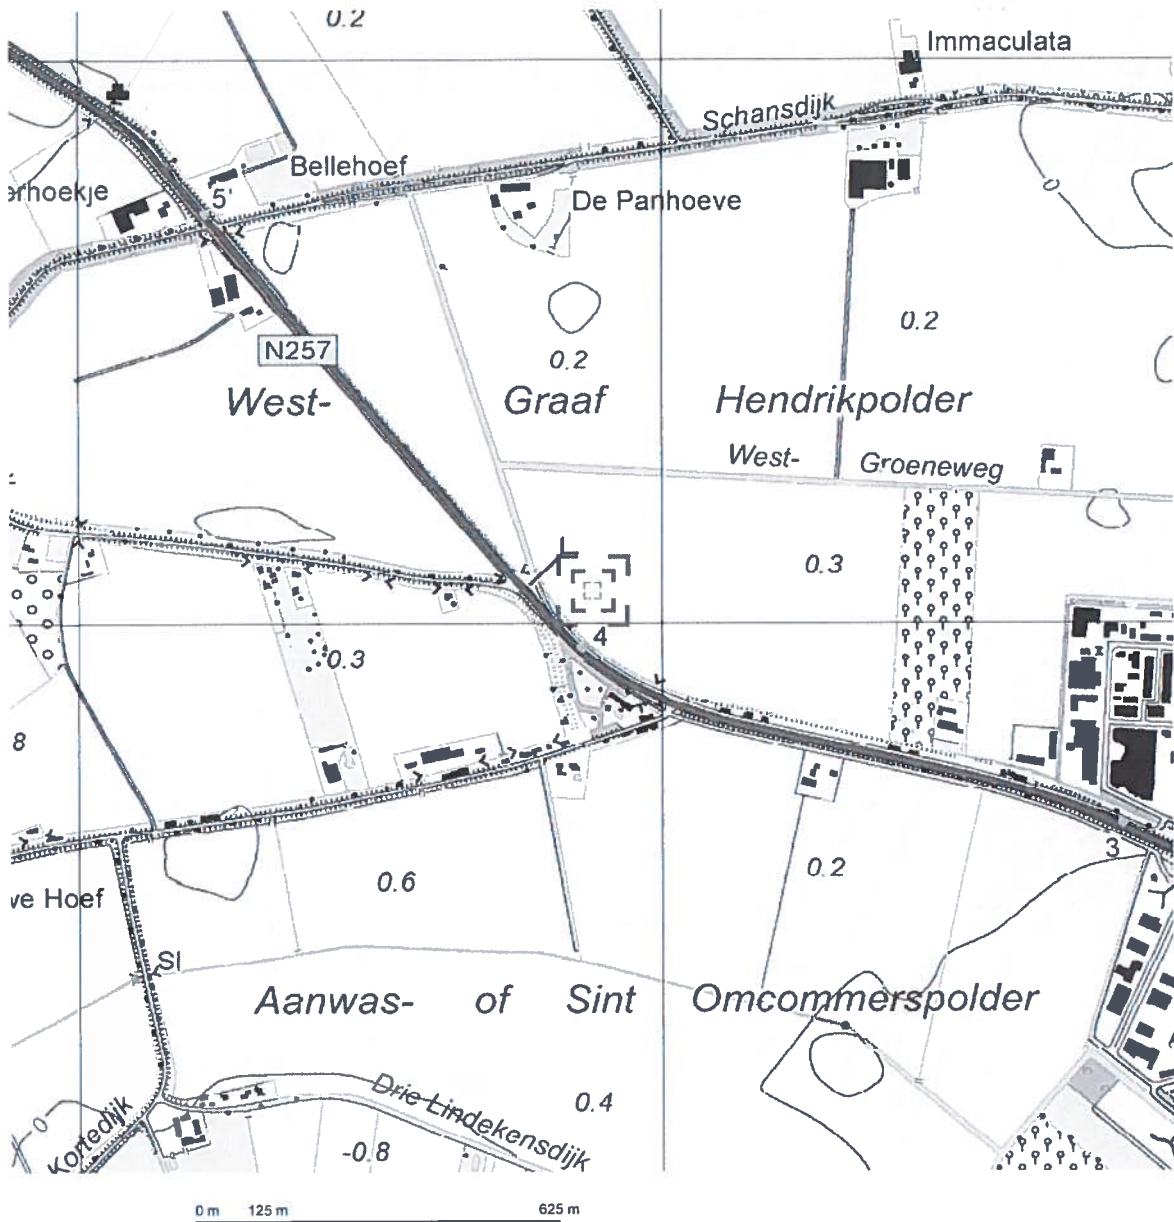 0.2
Immaculata
Schansdijk
Bellehoef
erhoekje
5'
De Panhoeve
0
0.2
N257
0.2
West- Graaf Hendrikpolder
West- Groeneweg
0.3
4
0.3
8
3
0.2
0.6
ve Hoef
Sl
Aanwas- of Sint Omcommerspolder
Drie Lindekensdijk
0.4
0
Kortedijk
-0.8
0 m 125 m 625 m